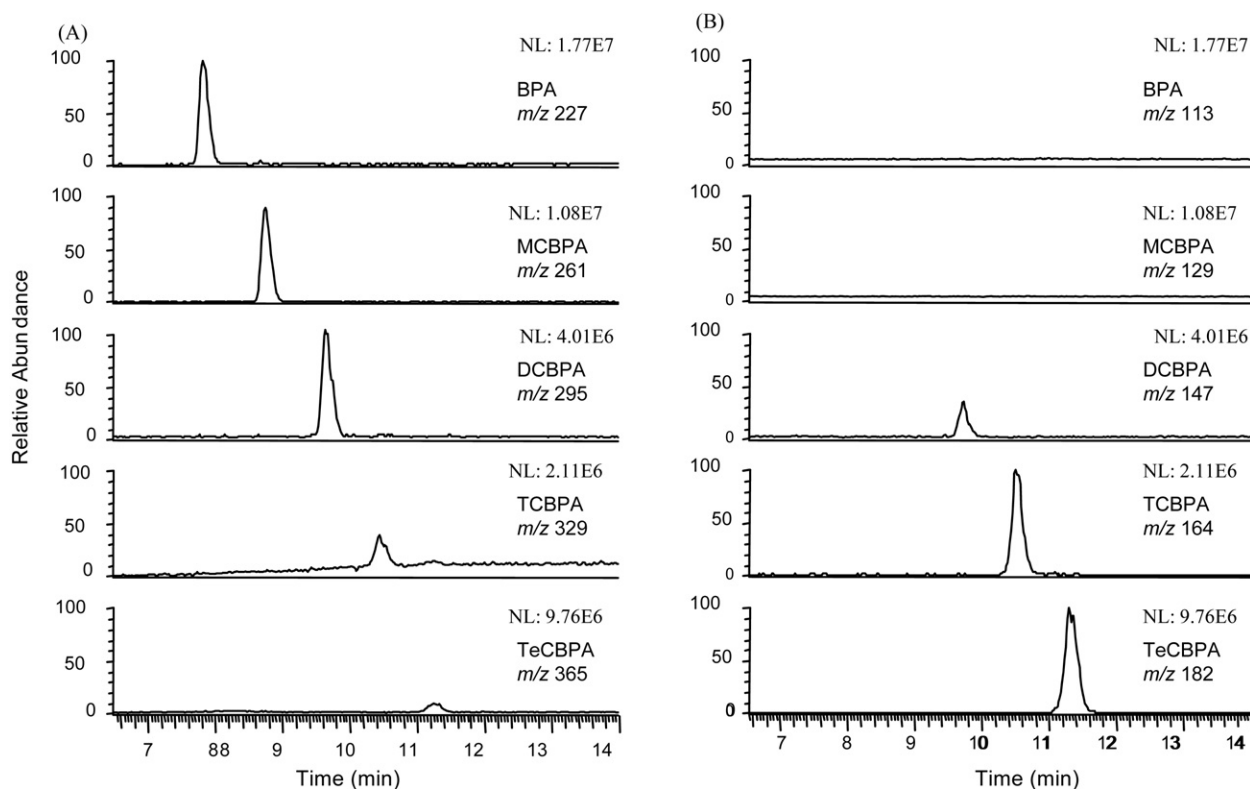 (A)
Relative Abundance
100
50
0
NL: 1.77E7
BPA
m/z 227
100
50
0
NL: 1.08E7
MCBPA
m/z 261
100
50
0
NL: 4.01E6
DCBPA
m/z 295
100
50
0
NL: 2.11E6
TCBPA
m/z 329
100
50
0
NL: 9.76E6
TeCBPA
m/z 365
7 88 9 10 11 12 13 14
Time (min)
(B)
100
50
0
NL: 1.77E7
BPA
m/z 113
100
50
0
NL: 1.08E7
MCBPA
m/z 129
100
50
0
NL: 4.01E6
DCBPA
m/z 147
100
50
0
NL: 2.11E6
TCBPA
m/z 164
100
50
0
NL: 9.76E6
TeCBPA
m/z 182
7 8 9 10 11 12 13 14
Time (min)